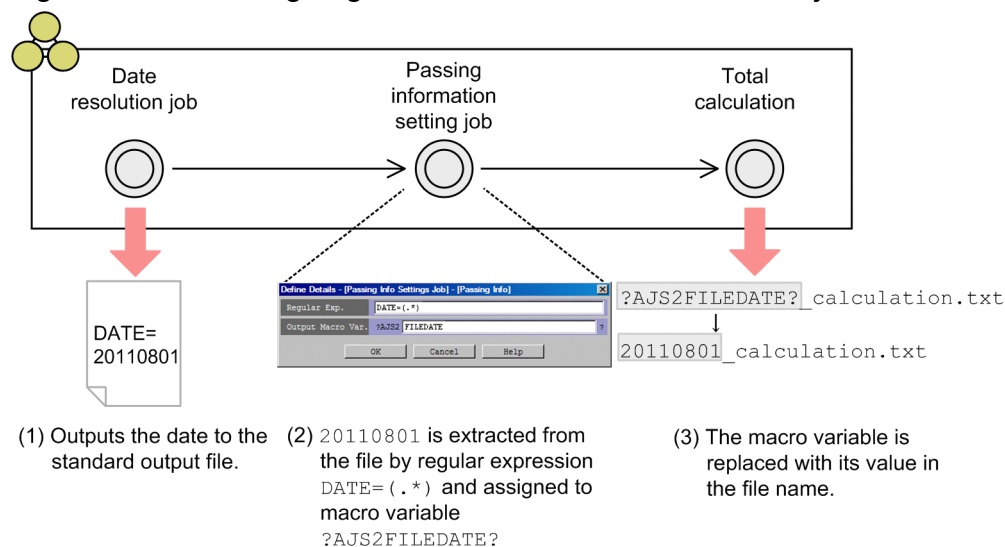 Date
resolution job
Passing
information
setting job
Total
calculation
DATE=
20110801
Define Details - [Passing Info Settings Job] - [Passing Info]
Regular Exp.
DATE=(.*)
Output Macro Var.
?AJS2
FILEDATE
?
OK
Cancel
Help
?AJS2FILEDATE?_calculation.txt
↓
20110801_calculation.txt
(1) Outputs the date to the
standard output file.
(2) 20110801 is extracted from
the file by regular expression
DATE=(.*) and assigned to
macro variable
?AJS2FILEDATE?
(3) The macro variable is
replaced with its value in
the file name.